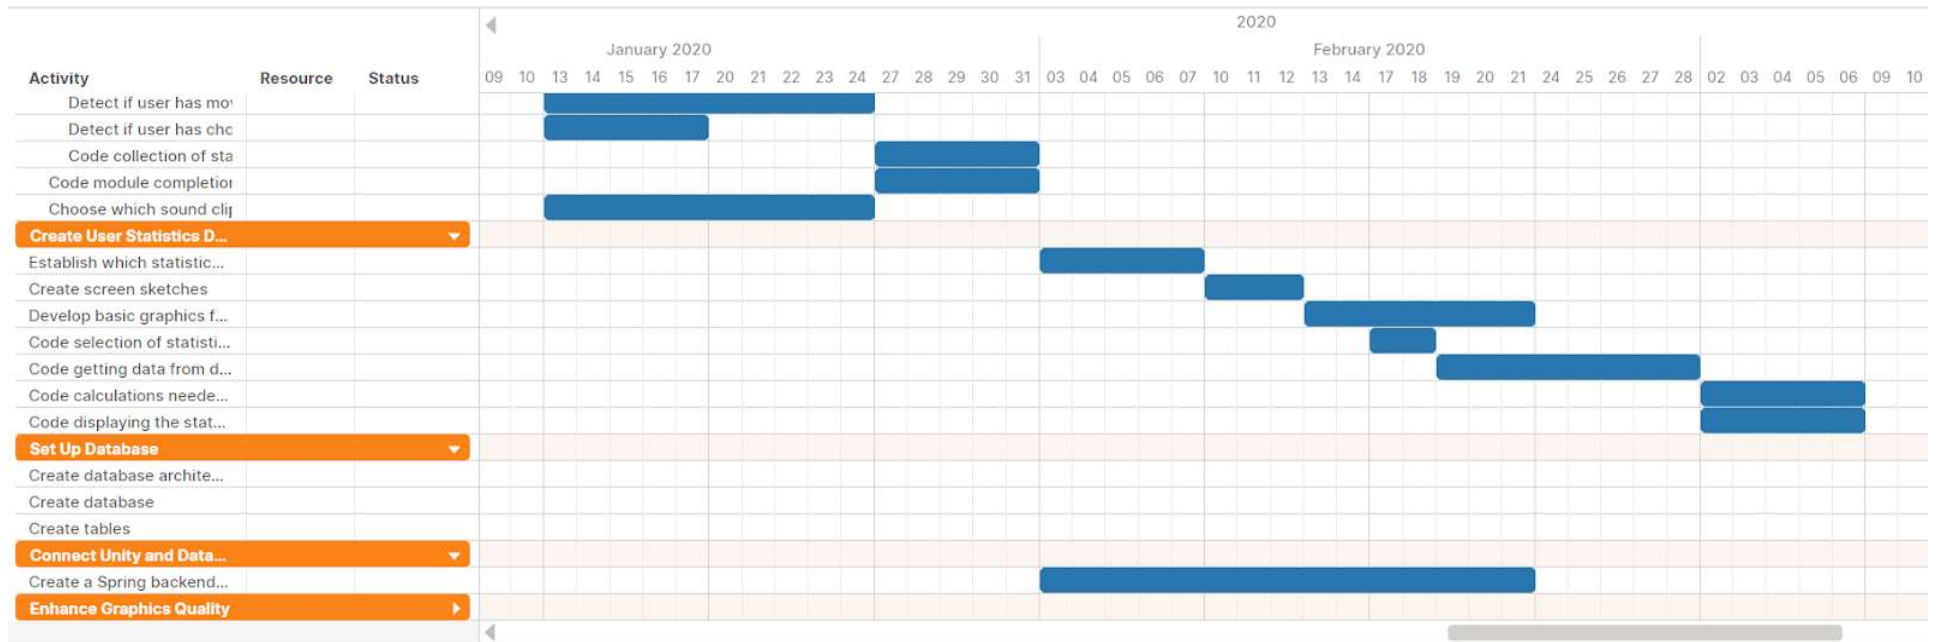 2020
January 2020 February 2020
Activity Resource Status 09 10 13 14 15 16 17 20 21 22 23 24 27 28 29 30 31 03 04 05 06 07 10 11 12 13 14 17 18 19 20 21 24 25 26 27 28 02 03 04 05 06 09 10
Detect if user has mov
Detect if user has cho
Code collection of sta
Code module completion
Choose which sound clip
Create User Statistics D...
Establish which statistic...
Create screen sketches
Develop basic graphics f...
Code selection of statisti...
Code getting data from d...
Code calculations neede...
Code displaying the stat...
Set Up Database
Create database archite...
Create database
Create tables
Connect Unity and Data...
Create a Spring backend...
Enhance Graphics Quality